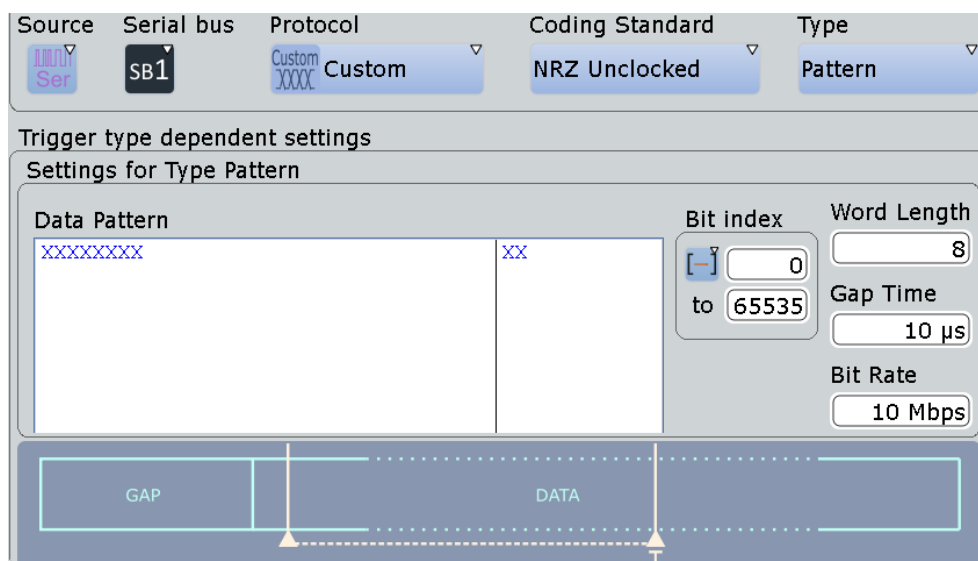 Source Serial bus Protocol Coding Standard Type
Ser SB1 Custom XXXX Custom NRZ Unclocked Pattern
Trigger type dependent settings
Settings for Type Pattern
Data Pattern Bit index Word Length
XXXXXXXX XX [–] 0 8
to 65535 Gap Time
10 µs
Bit Rate
10 Mbps
GAP DATA
T